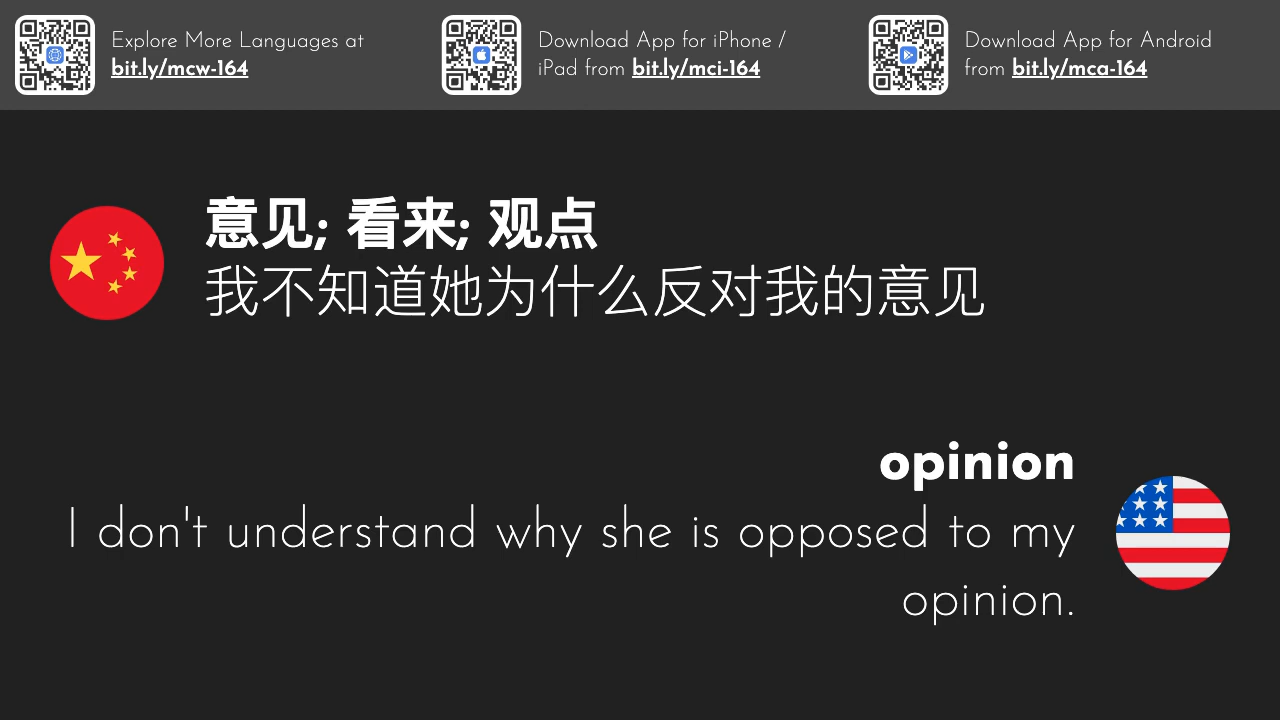 Explore More Languages at
bit.ly/mcw-164
Download App for iPhone /
iPad from bit.ly/mci-164
Download App for Android
from bit.ly/mca-164
意见; 看来; 观点
我不知道她为什么反对我的意见
opinion
I don't understand why she is opposed to my
opinion.